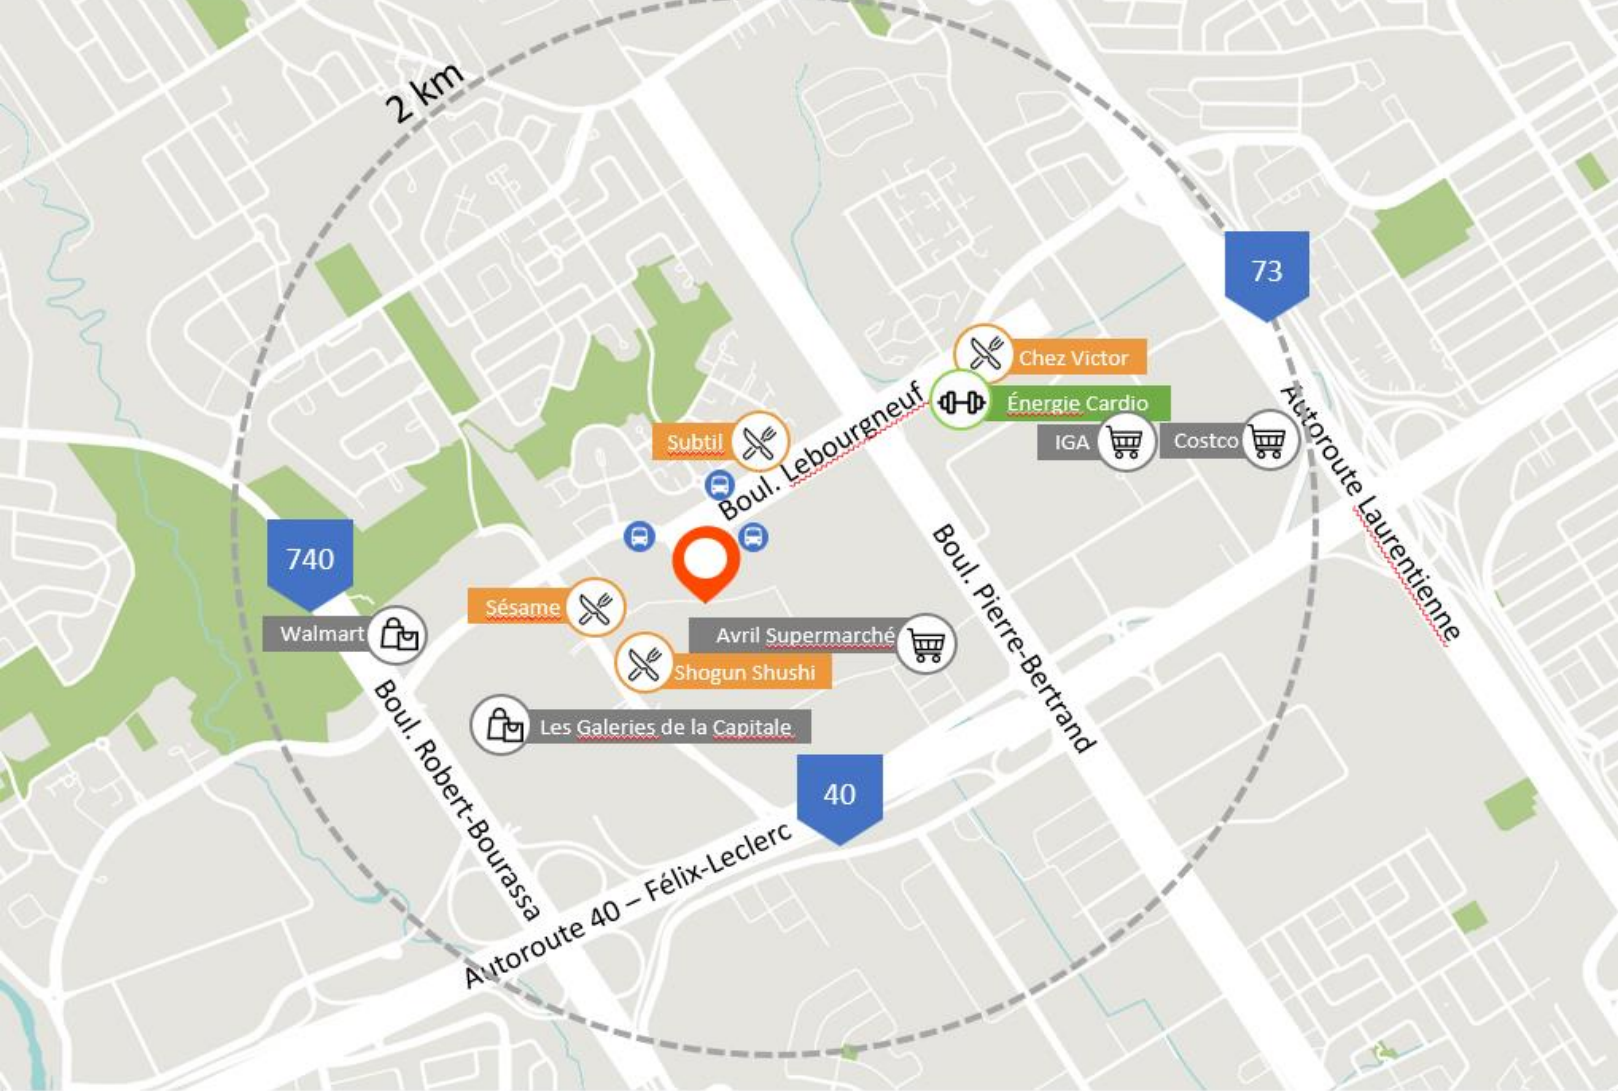 2 km
73
Chez Victor
Énergie Cardio
Subtil
IGA
Costco
Boul. Lebourgneuf
Autoroute Laurentienne
740
Boul. Pierre-Bertrand
Sésame
Walmart
Avril Supermarché
Shogun Shushi
Les Galeries de la Capitale
Boul. Robert-Bourassa
40
Autoroute 40 – Félix-Leclerc